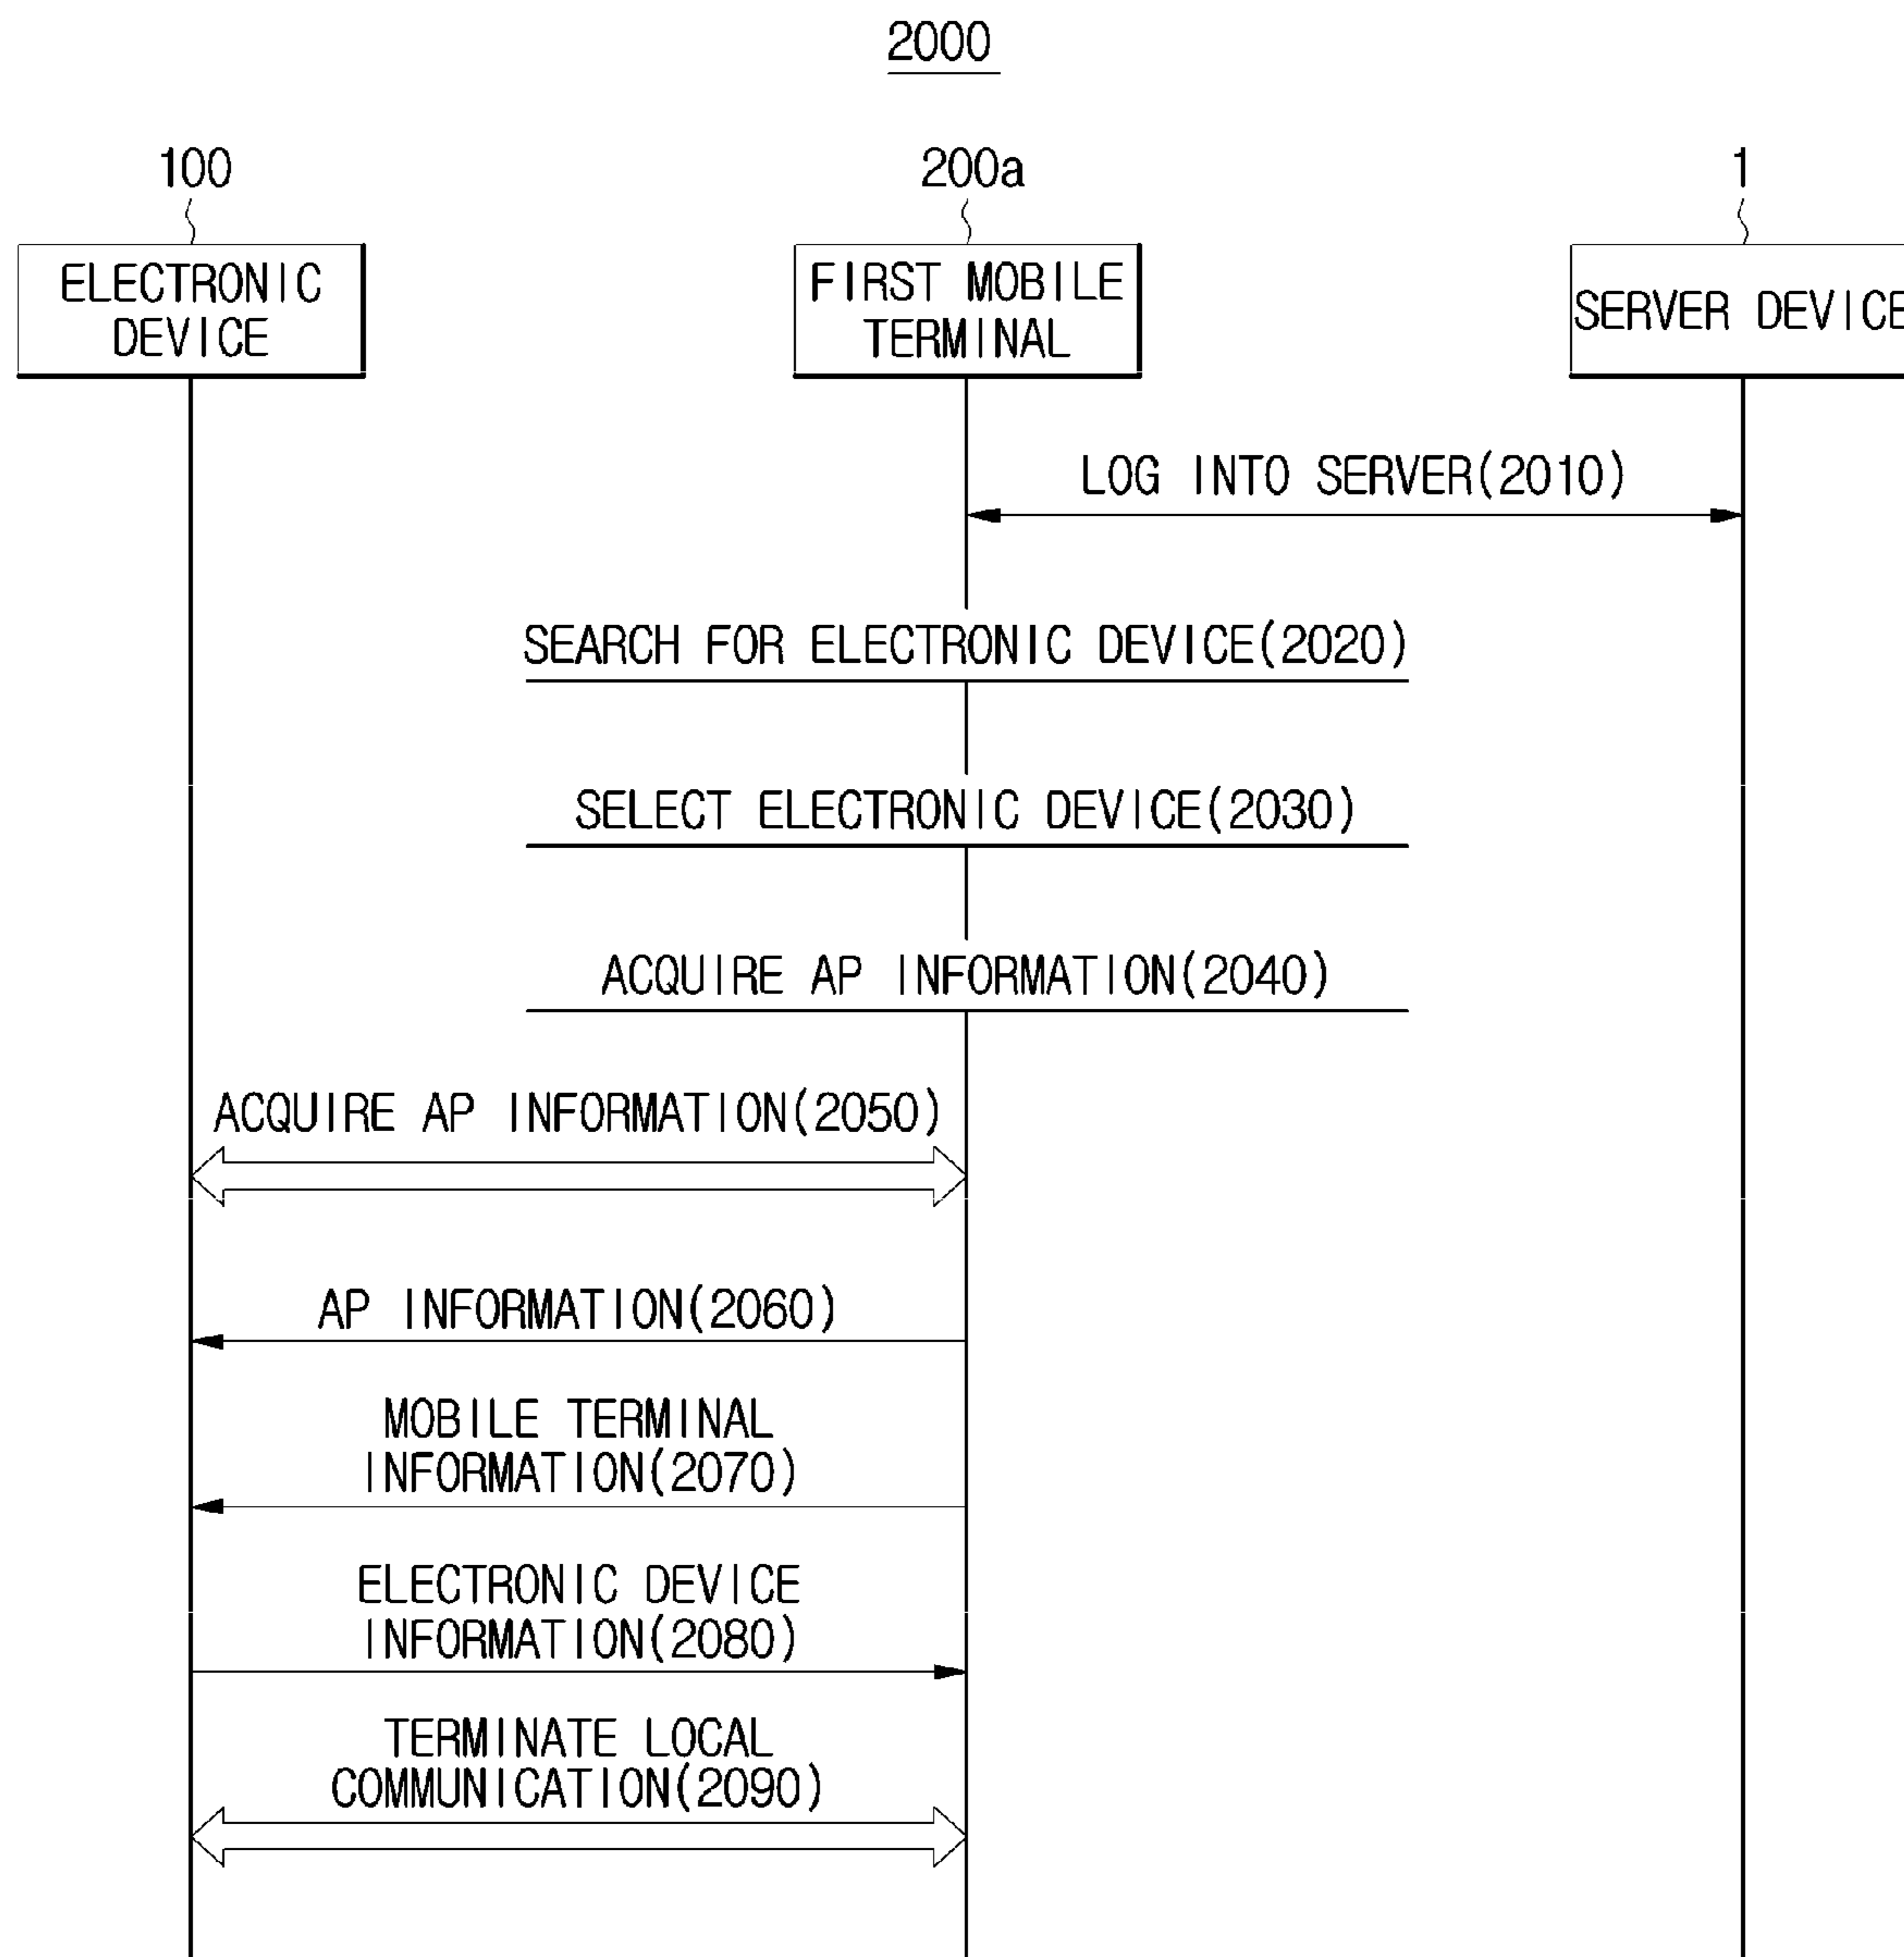 2000
100
200a
1
ELECTRONIC
DEVICE
FIRST MOBILE
TERMINAL
SERVER DEVICE
LOG INTO SERVER(2010)
SEARCH FOR ELECTRONIC DEVICE(2020)
SELECT ELECTRONIC DEVICE(2030)
ACQUIRE AP INFORMATION(2040)
ACQUIRE AP INFORMATION(2050)
AP INFORMATION(2060)
MOBILE TERMINAL
INFORMATION(2070)
ELECTRONIC DEVICE
INFORMATION(2080)
TERMINATE LOCAL
COMMUNICATION(2090)